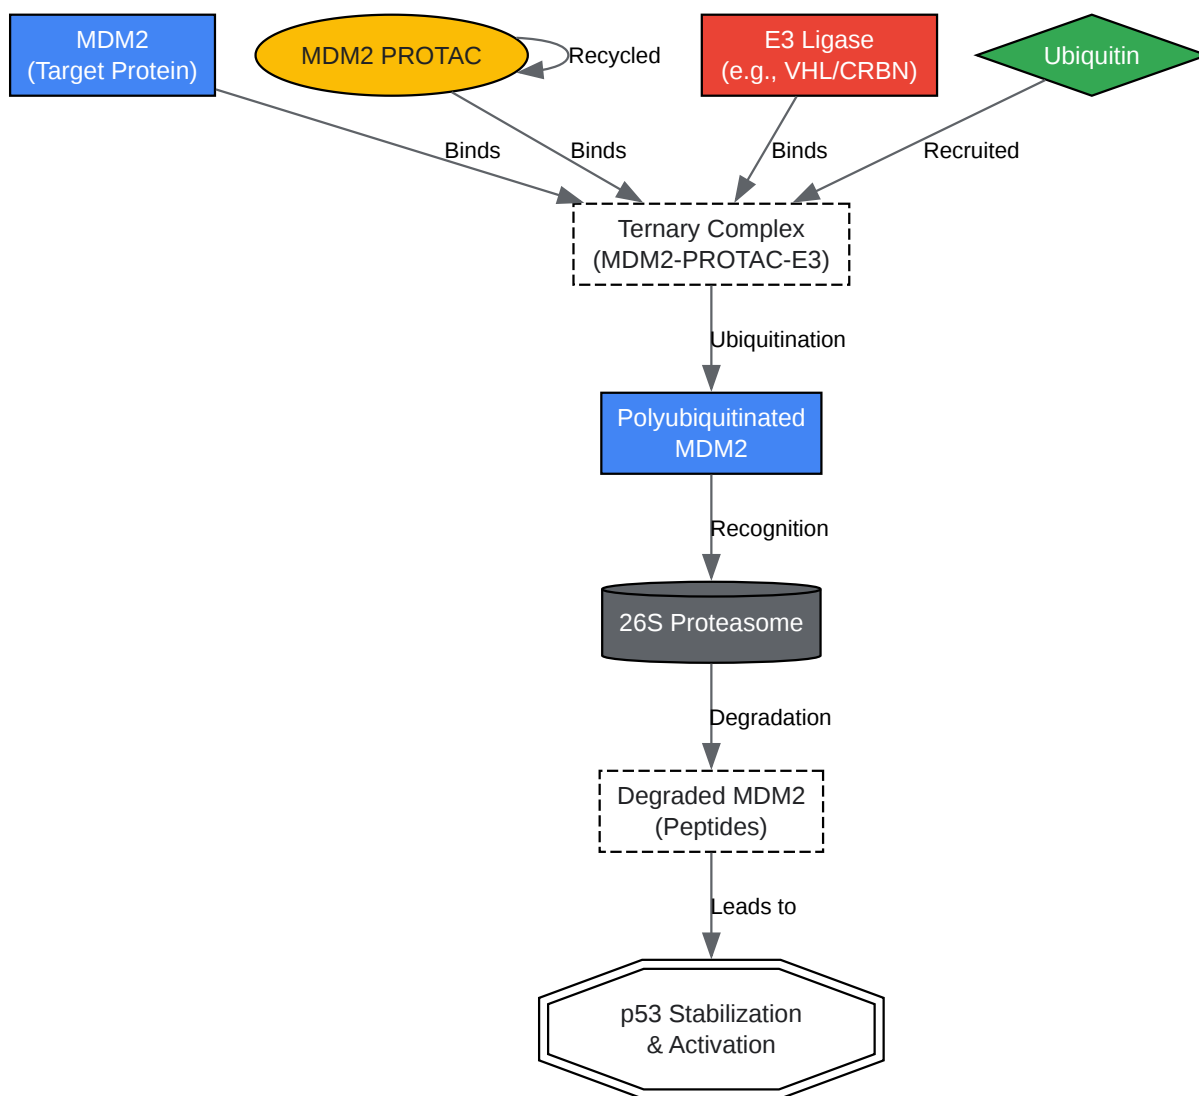 MDM2
(Target Protein)
MDM2 PROTAC
Recycled
E3 Ligase
(e.g., VHL/CRBN)
Ubiquitin
Binds
Binds
Binds
Recruited
Ternary Complex
(MDM2-PROTAC-E3)
Ubiquitination
Polyubiquitinated
MDM2
Recognition
26S Proteasome
Degradation
Degraded MDM2
(Peptides)
Leads to
p53 Stabilization
& Activation